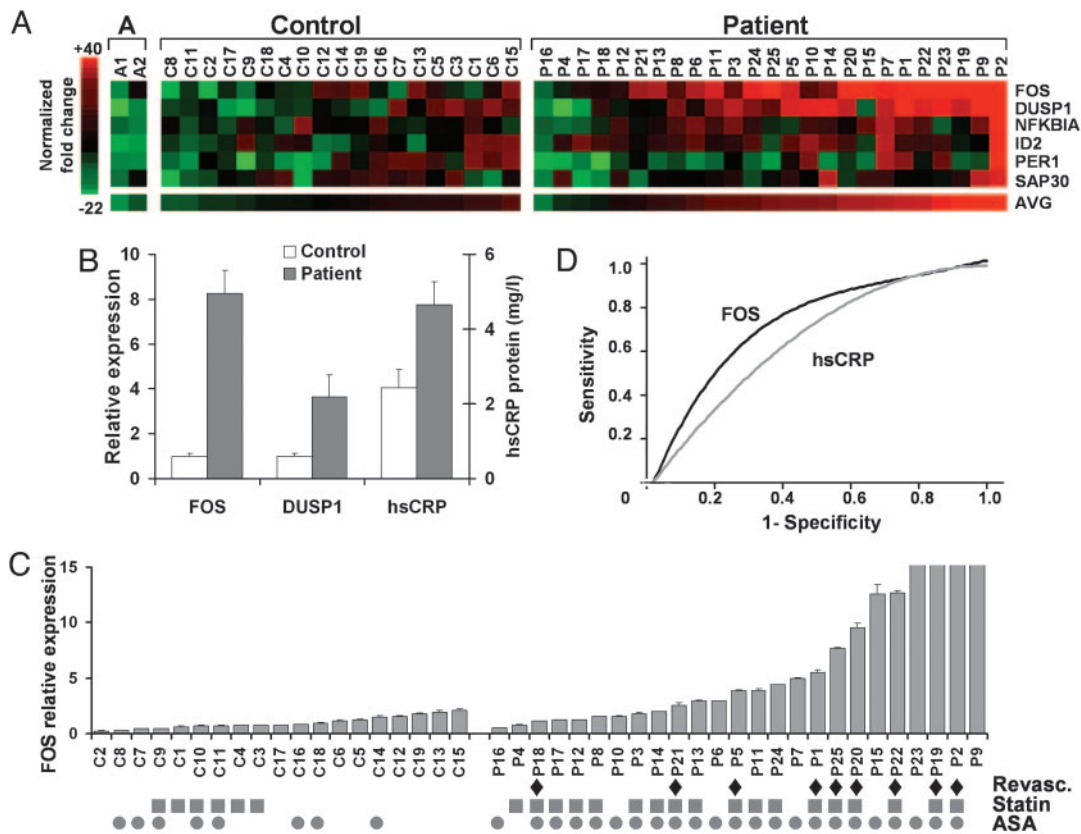 A
A Control Patient
+40
Normalized
fold change
-22
A1 A2 C8 C11 C2 C17 C9 C18 C4 C10 C12 C14 C19 C16 C7 C13 C5 C3 C1 C6 C15 P16 P4 P17 P18 P12 P21 P13 P8 P6 P11 P3 P24 P25 P5 P10 P14 P20 P15 P7 P1 P22 P23 P19 P9 P2
FOS
DUSP1
NFKBIA
ID2
PER1
SAP30
AVG
B
Control
Patient
Relative expression
10
8
6
4
2
0
hsCRP protein (mg/l)
6
4
2
0
FOS DUSP1 hsCRP
D
Sensitivity
1.0
0.8
0.6
0.4
0.2
FOS
hsCRP
0 0.2 0.4 0.6 0.8 1.0
1- Specificity
C
FOS relative expression
15
10
5
0
C2 C8 C7 C9 C1 C10 C11 C4 C3 C17 C16 C18 C6 C5 C14 C12 C19 C13 C15 P16 P4 P18 P17 P12 P8 P10 P3 P14 P21 P13 P6 P5 P11 P24 P7 P1 P25 P20 P15 P22 P23 P19 P2 P9
Revasc.
Statin
ASA